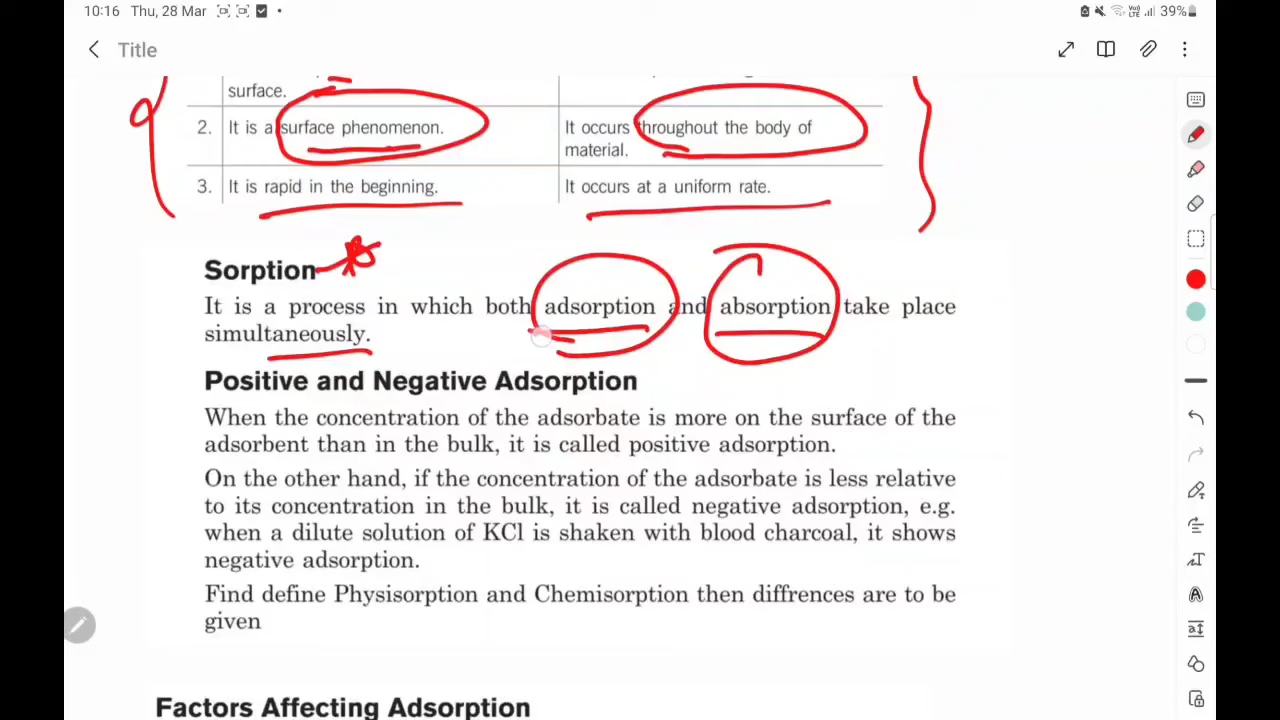 10:16 Thu, 28 Mar
39%
Title
surface.
2. It is a surface phenomenon. It occurs throughout the body of
material.
3. It is rapid in the beginning. It occurs at a uniform rate.
Sorption
It is a process in which both adsorption and absorption take place
simultaneously.
Positive and Negative Adsorption
When the concentration of the adsorbate is more on the surface of the
adsorbent than in the bulk, it is called positive adsorption.
On the other hand, if the concentration of the adsorbate is less relative
to its concentration in the bulk, it is called negative adsorption, e.g.
when a dilute solution of KCl is shaken with blood charcoal, it shows
negative adsorption.
Find define Physisorption and Chemisorption then diffrences are to be
given
Factors Affecting Adsorption